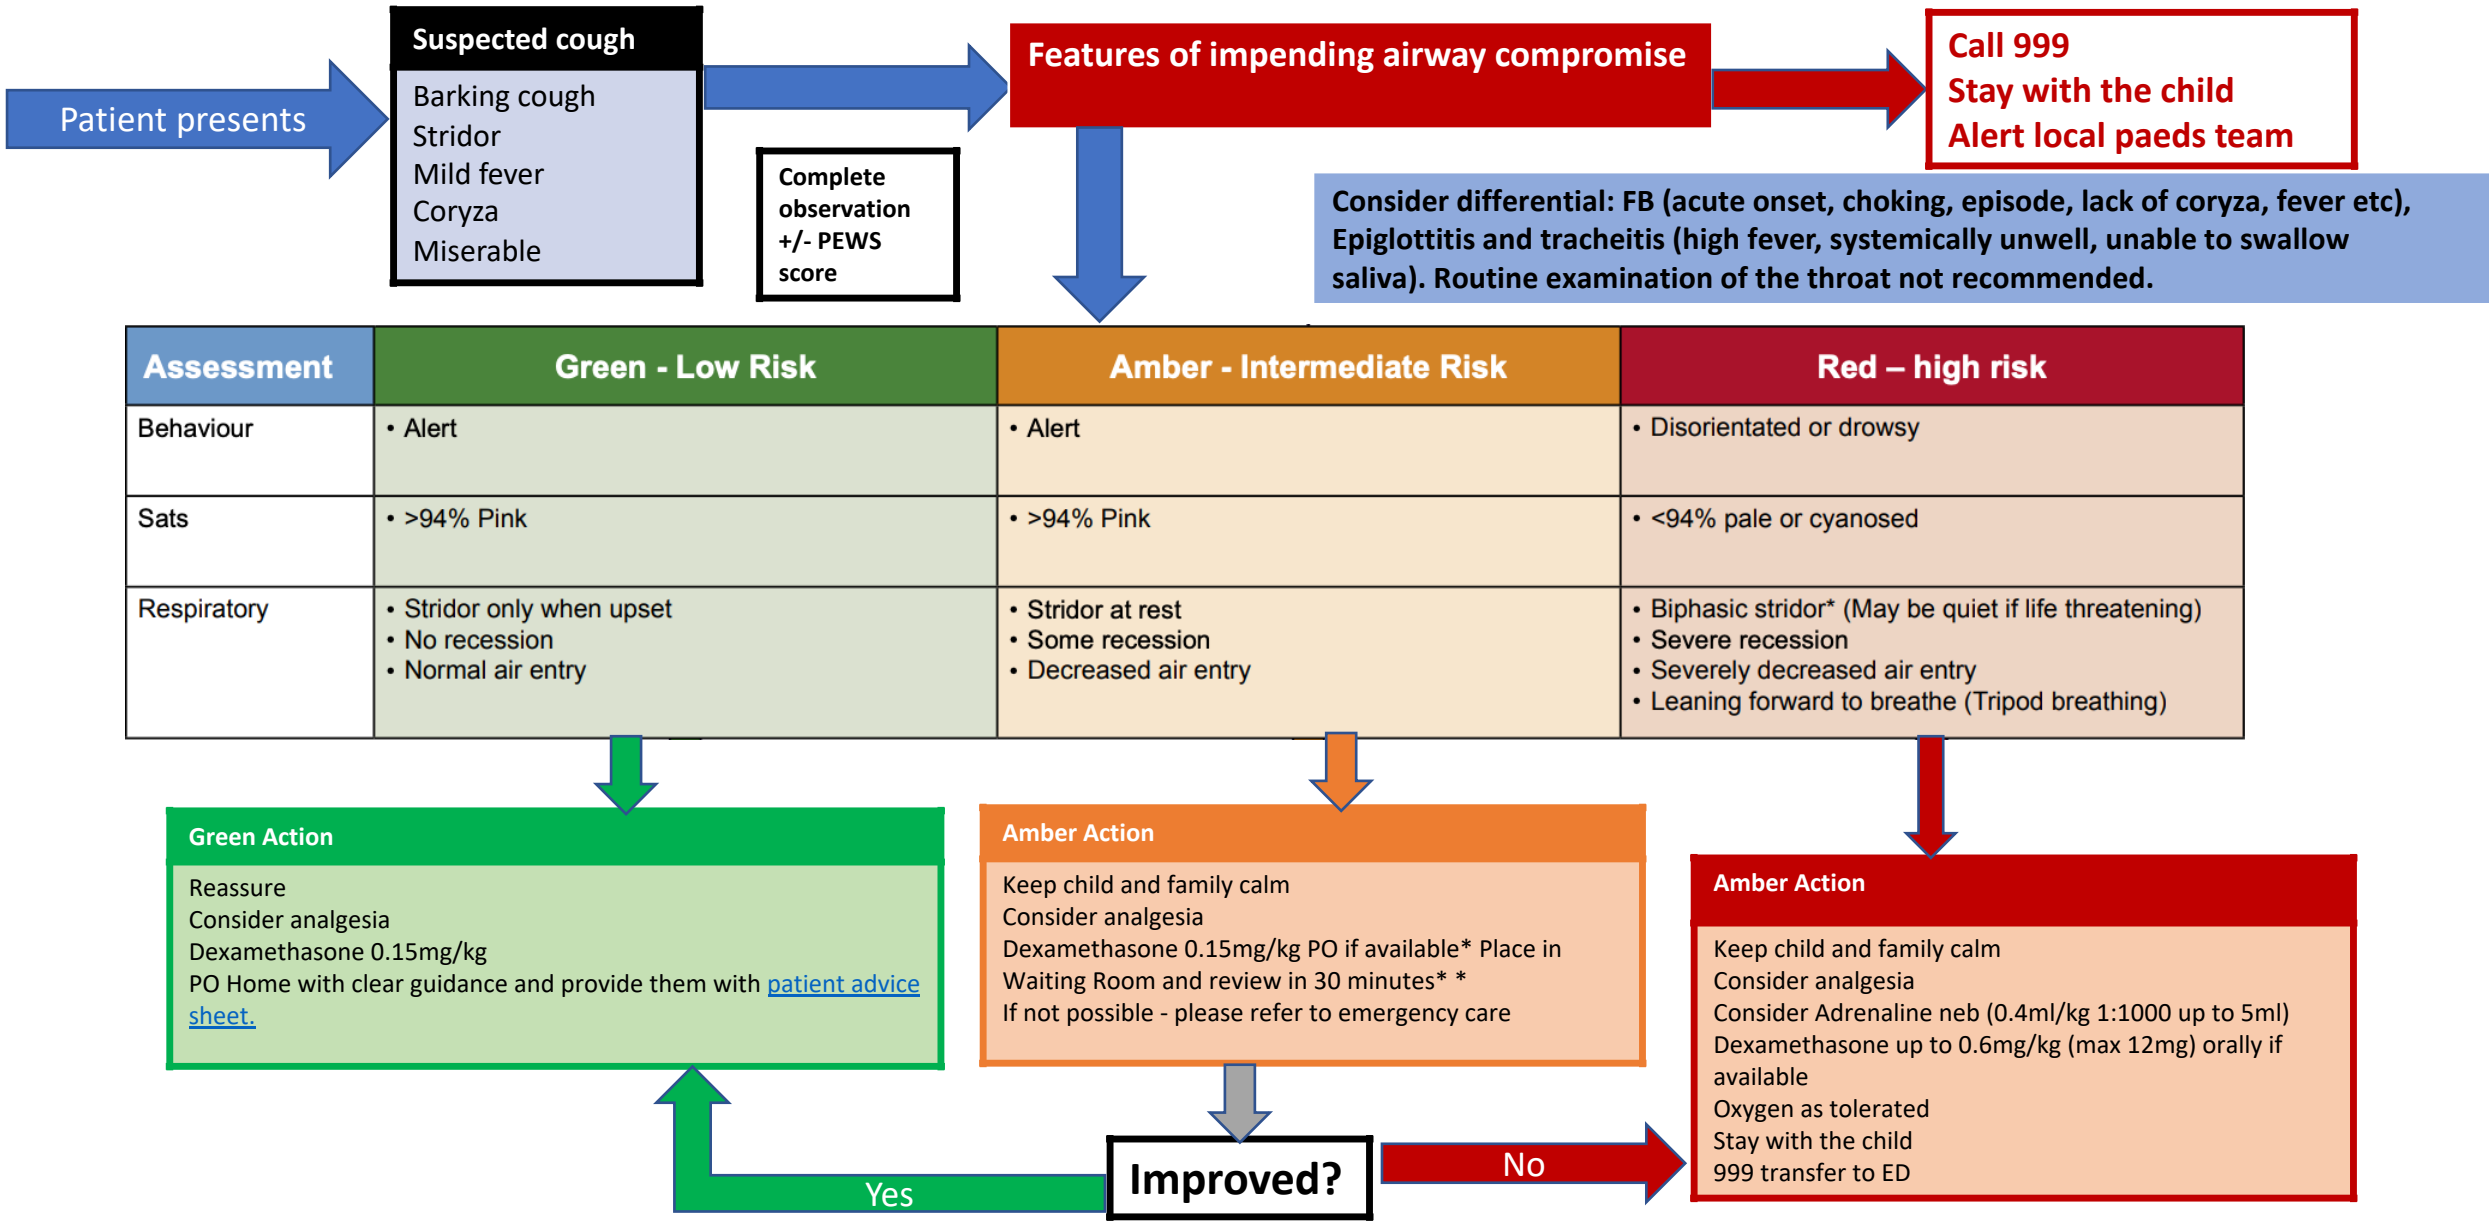 Patient presents
Suspected cough
Barking cough
Stridor
Mild fever
Coryza
Miserable
Complete
observation
+/- PEWS
score
Features of impending airway compromise
Call 999
Stay with the child
Alert local paeds team
Consider differential: FB (acute onset, choking, episode, lack of coryza, fever etc),
Epiglottitis and tracheitis (high fever, systemically unwell, unable to swallow
saliva). Routine examination of the throat not recommended.
Assessment
Green - Low Risk
Amber - Intermediate Risk
Red – high risk
Behaviour
• Alert
• Alert
• Disorientated or drowsy
Sats
• >94% Pink
• >94% Pink
• <94% pale or cyanosed
Respiratory
• Stridor only when upset
• No recession
• Normal air entry
• Stridor at rest
• Some recession
• Decreased air entry
• Biphasic stridor* (May be quiet if life threatening)
• Severe recession
• Severely decreased air entry
• Leaning forward to breathe (Tripod breathing)
Green Action
Reassure
Consider analgesia
Dexamethasone 0.15mg/kg
PO Home with clear guidance and provide them with patient advice
sheet.
Amber Action
Keep child and family calm
Consider analgesia
Dexamethasone 0.15mg/kg PO if available* Place in
Waiting Room and review in 30 minutes* *
If not possible - please refer to emergency care
Amber Action
Keep child and family calm
Consider analgesia
Consider Adrenaline neb (0.4ml/kg 1:1000 up to 5ml)
Dexamethasone up to 0.6mg/kg (max 12mg) orally if
available
Oxygen as tolerated
Stay with the child
999 transfer to ED
Improved?
Yes
No